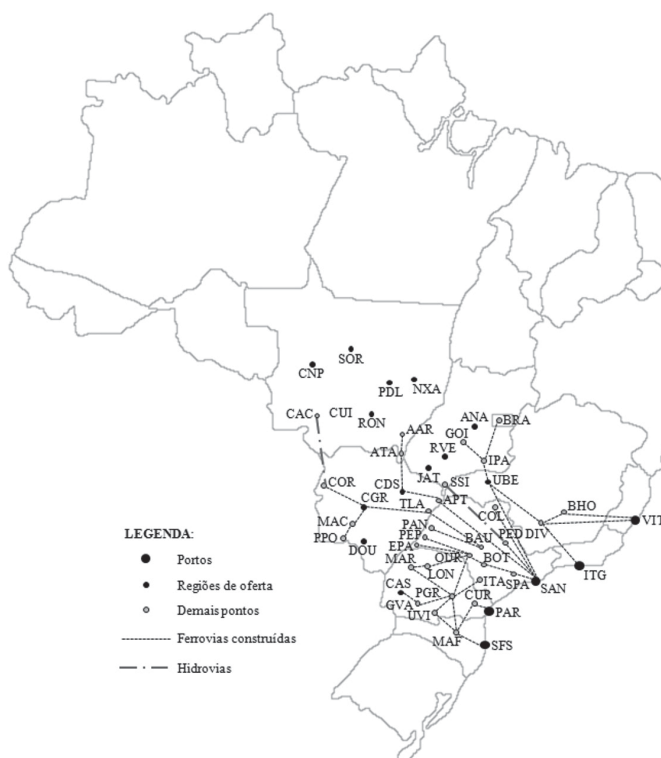 SOR
CNP
PDL
NXA
CAC
CUI
RON
AAR
ANA
BRA
GOI
ATA
RVE
IPA
JAT
SSI
UBE
COR
CDS
CGR
TLA
APT
COL
BHO
VIT
MAC
PAN
PED
DIV
PPO
DOU
PEP
BAU
EPA
OUR
BOT
MAR
LON
ITA
SPA
SAN
ITG
CAS
PGR
CUR
GVA
UVI
PAR
MAF
SFS
LEGENDA:
Portos
Regiões de oferta
Demais pontos
Ferrovias construídas
Hidrovias